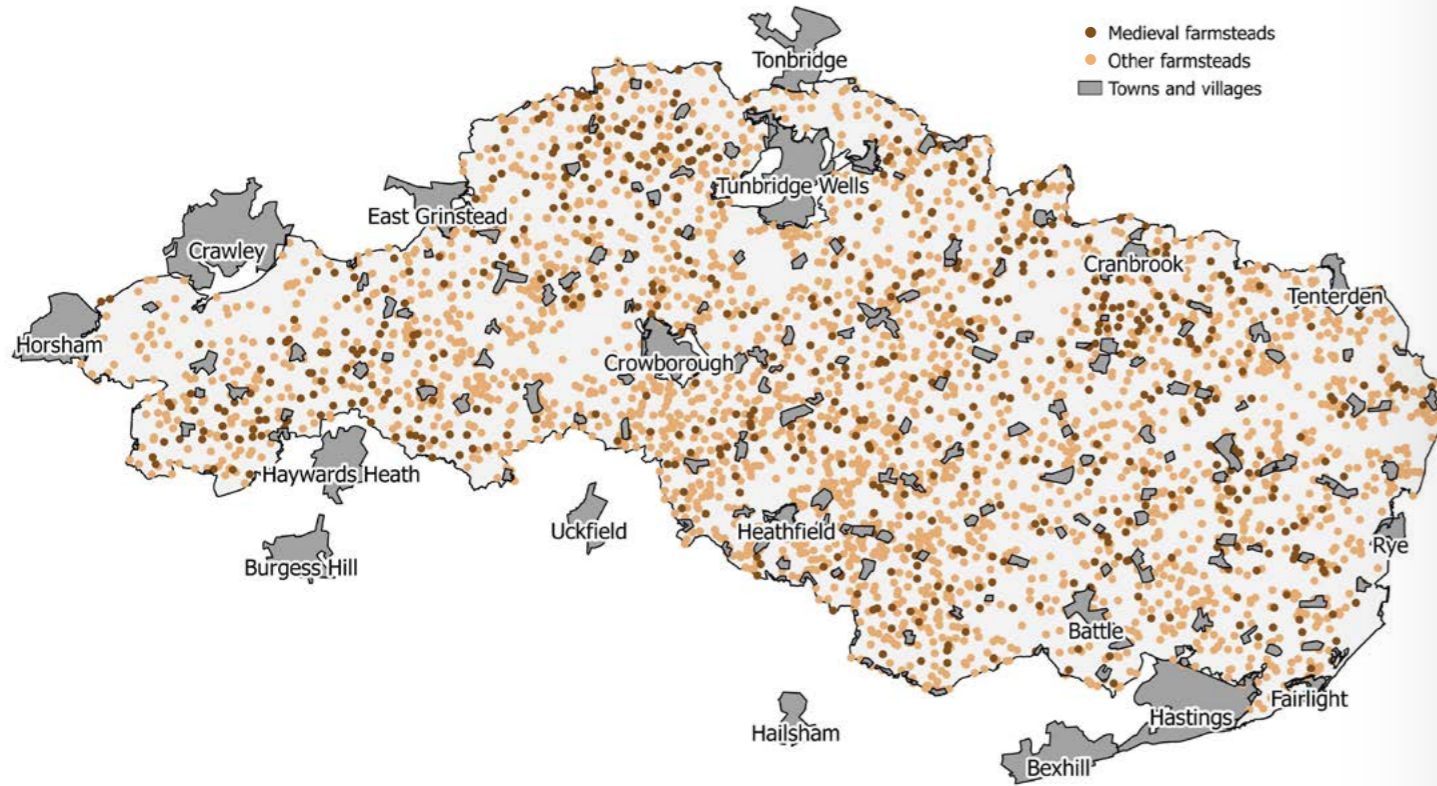 Tonbridge
Medieval farmsteads
Other farmsteads
Towns and villages
Tunbridge Wells
East Grinstead
Crawley
Cranbrook
Tenterden
Horsham
Crowborough
Haywards Heath
Uckfield
Heathfield
Rye
Burgess Hill
Battle
Fairlight
Hastings
Hailsham
Bexhill